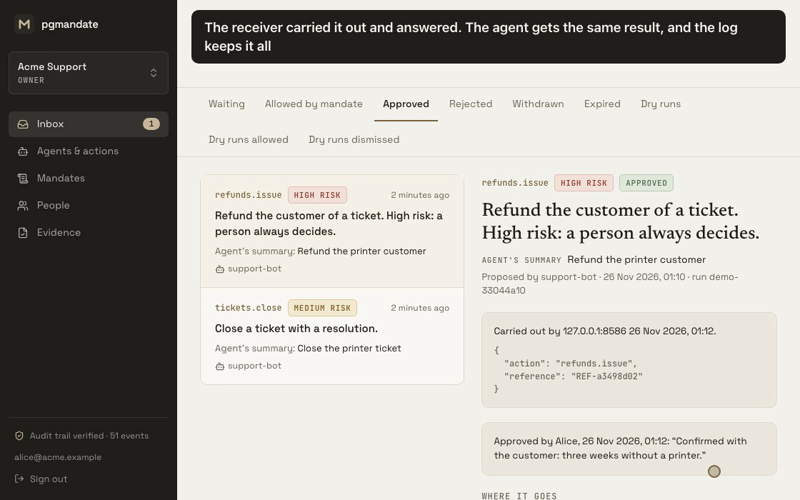 pgmandate
Acme Support
OWNER
Inbox 1
Agents & actions
Mandates
People
Evidence
Audit trail verified · 51 events
alice@acme.example
Sign out
The receiver carried it out and answered. The agent gets the same result, and the log
keeps it all
Waiting Allowed by mandate Approved Rejected Withdrawn Expired Dry runs
Dry runs allowed Dry runs dismissed
refunds.issue HIGH RISK 2 minutes ago
Refund the customer of a ticket. High risk: a
person always decides.
Agent's summary: Refund the printer customer
support-bot
tickets.close MEDIUM RISK 2 minutes ago
Close a ticket with a resolution.
Agent's summary: Close the printer ticket
support-bot
refunds.issue HIGH RISK APPROVED
Refund the customer of a ticket.
High risk: a person always decides.
AGENT'S SUMMARY Refund the printer customer
Proposed by support-bot · 26 Nov 2026, 01:10 · run demo-
33044a10
Carried out by 127.0.0.1:8586 26 Nov 2026, 01:12.
{
"action": "refunds.issue",
"reference": "REF-a3498d02"
}
Approved by Alice, 26 Nov 2026, 01:12: “Confirmed with
the customer: three weeks without a printer.”
WHERE IT GOES